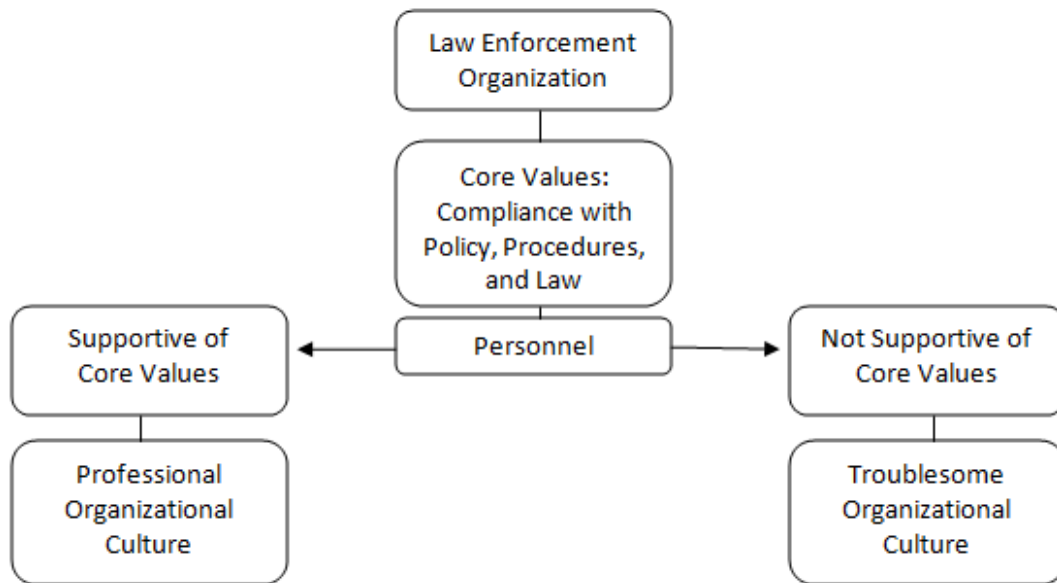 Law Enforcement
Organization
Core Values:
Compliance with
Policy, Procedures,
and Law
Personnel
Supportive of
Core Values
Not Supportive of
Core Values
Professional
Organizational
Culture
Troublesome
Organizational
Culture